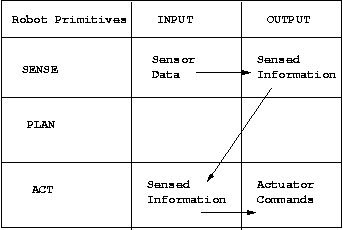 Robot Primitives INPUT OUTPUT
SENSE
Sensor
Data
Sensed
Information
PLAN
ACT
Sensed
Information
Actuator
Commands